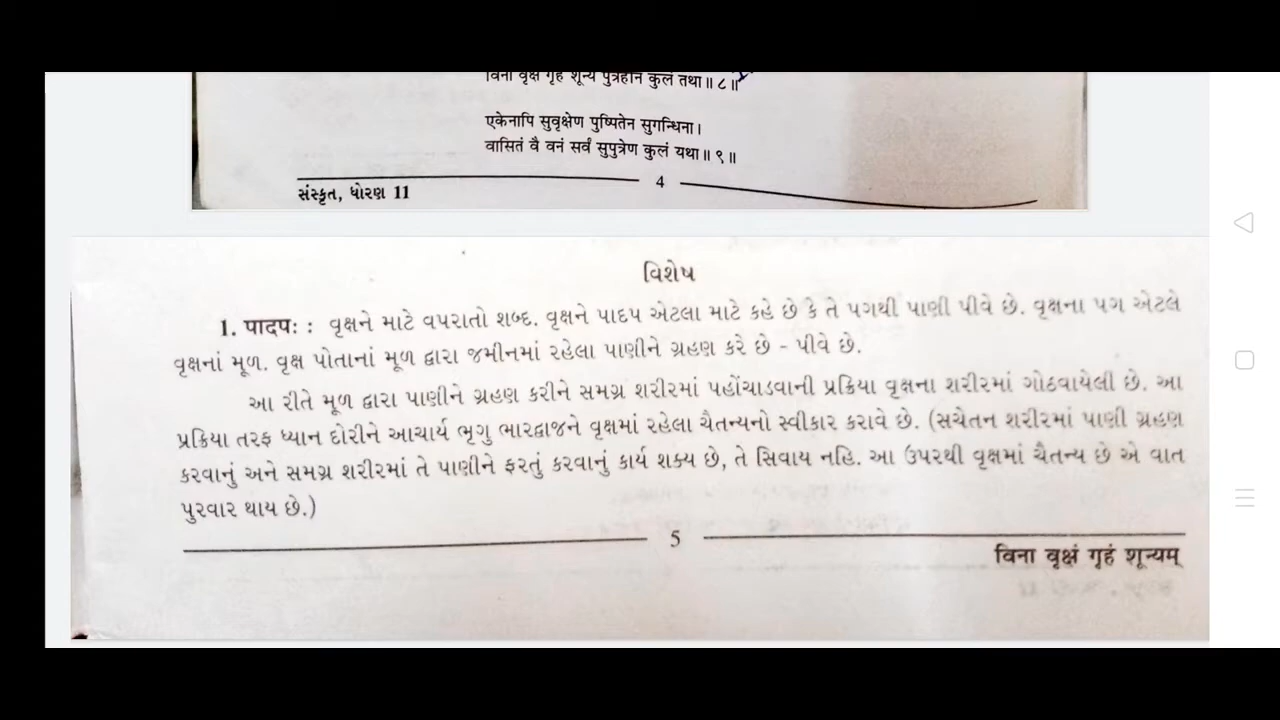 विना वृक्षं गृहं शून्यं पुत्रहीनं कुलं तथा॥ ८॥
एकेनापि सुवृक्षेण पुष्पितेन सुगन्धिना।
वासितं वै वनं सर्वं सुपुत्रेण कुलं यथा॥ ९॥
4
સંસ્કૃત, ધોરણ 11
વિશેષ
1. પાદપઃ : વૃક્ષને માટે વપરાતો શબ્દ. વૃક્ષને પાદપ એટલા માટે કહે છે કે તે પગથી પાણી પીવે છે. વૃક્ષના પગ એટલે
વૃક્ષનાં મૂળ. વૃક્ષ પોતાનાં મૂળ દ્વારા જમીનમાં રહેલા પાણીને ગ્રહણ કરે છે - પીવે છે.
આ રીતે મૂળ દ્વારા પાણીને ગ્રહણ કરીને સમગ્ર શરીરમાં પહોંચાડવાની પ્રક્રિયા વૃક્ષના શરીરમાં ગોઠવાયેલી છે. આ
પ્રક્રિયા તરફ ધ્યાન દોરીને આચાર્ય ભૃગુ ભારદ્વાજને વૃક્ષમાં રહેલા ચૈતન્યનો સ્વીકાર કરાવે છે. (સચેતન શરીરમાં પાણી ગ્રહણ
કરવાનું અને સમગ્ર શરીરમાં તે પાણીને ફરતું કરવાનું કાર્ય શક્ય છે, તે સિવાય નહિ. આ ઉપરથી વૃક્ષમાં ચૈતન્ય છે એ વાત
પુરવાર થાય છે.)
5
विना वृक्षं गृहं शून्यम्